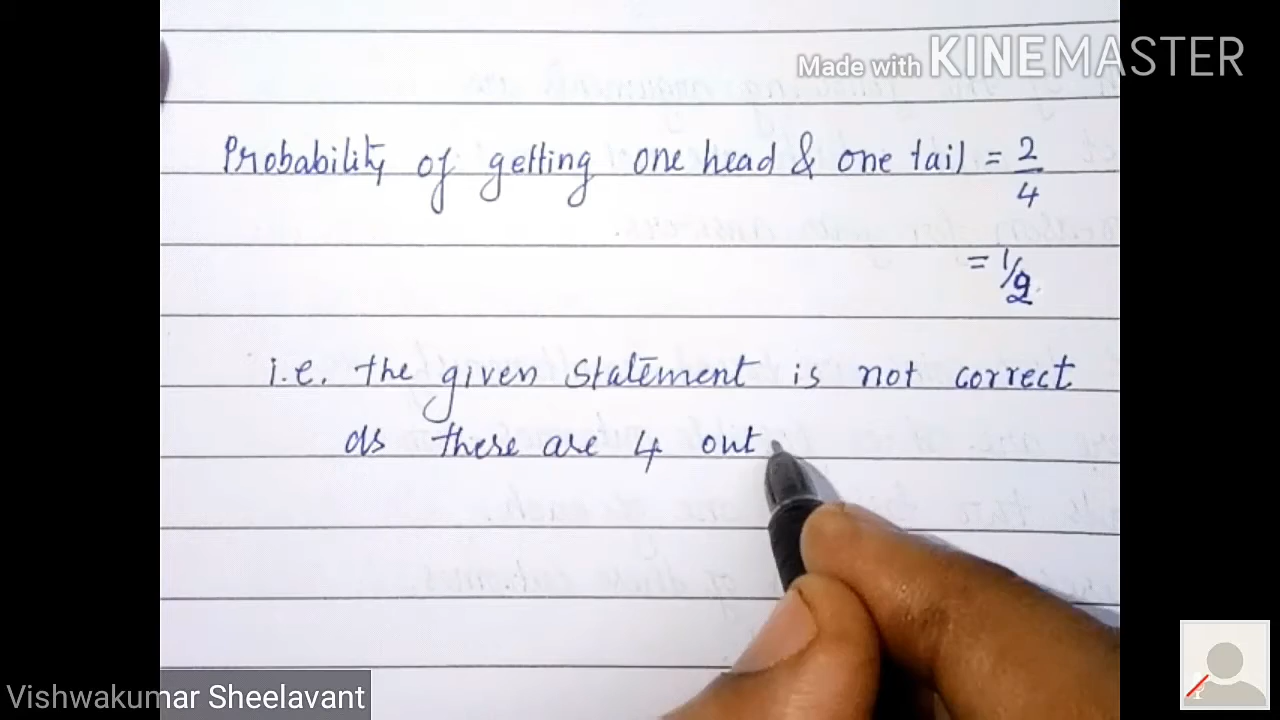 Made with KINEMASTER
Probability of getting one head & one tail = 2/4
= 1/2
i.e. the given statement is not correct
as there are 4 out
Vishwakumar Sheelavant